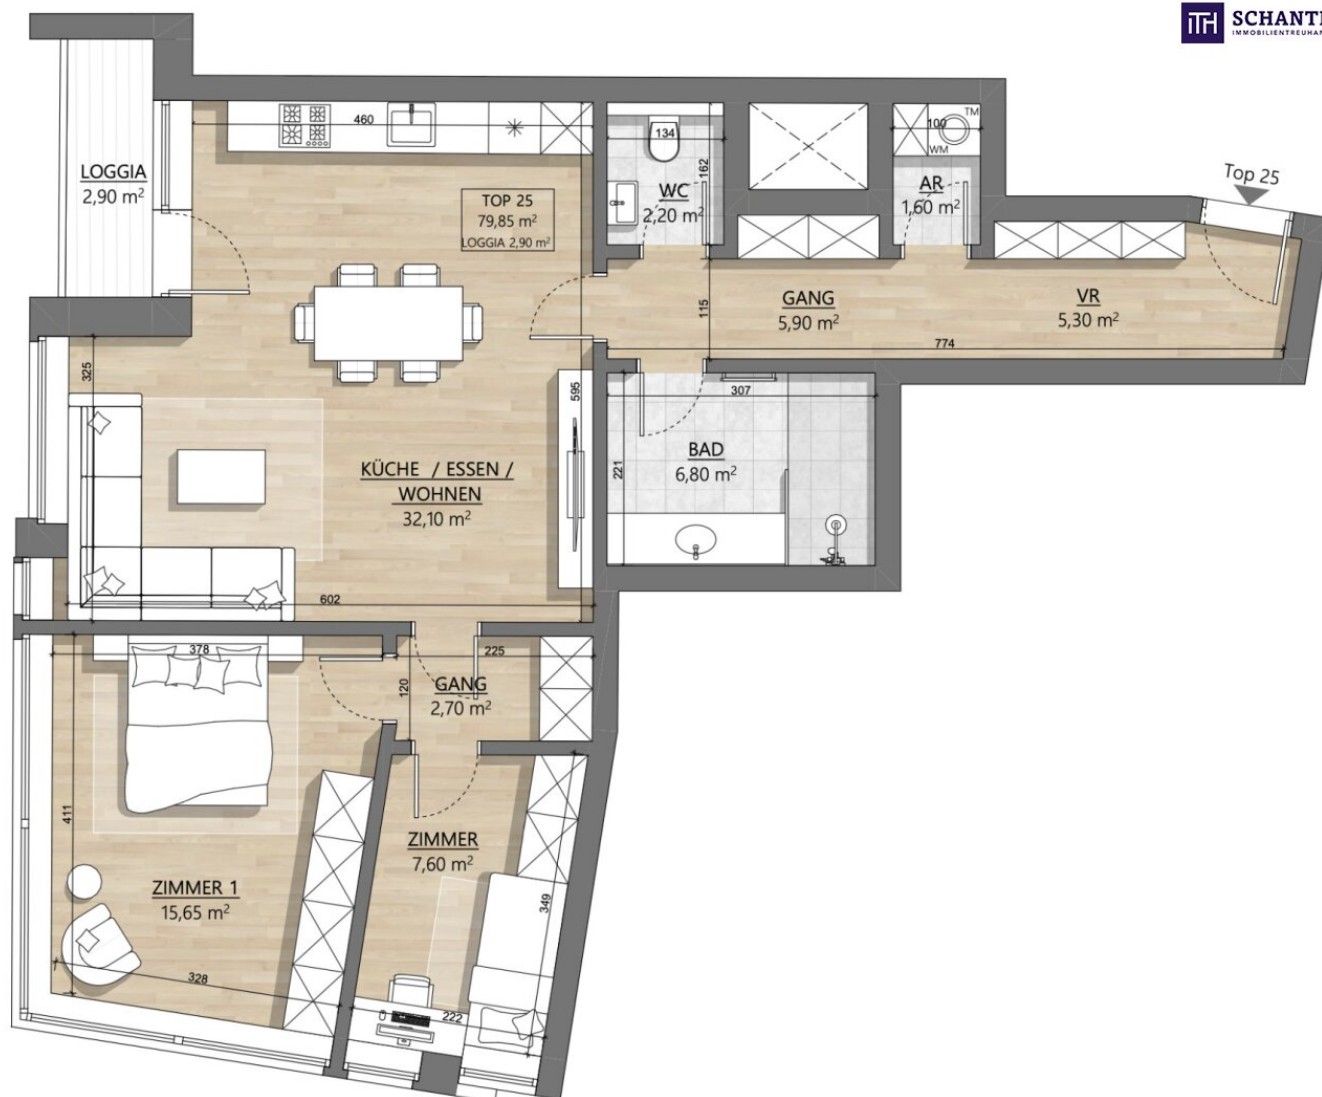 ITH SCHANTL
IMMOBILIENTREUHAN
Top 25
LOGGIA
2,90 m²
460
TOP 25
79,85 m²
LOGGIA 2,90 m²
134
162
WC
2,20 m²
100
TM
WM
AR
1,60 m²
GANG
5,90 m²
VR
5,30 m²
115
774
325
595
KÜCHE / ESSEN /
WOHNEN
32,10 m²
602
307
221
BAD
6,80 m²
378
225
120
GANG
2,70 m²
411
ZIMMER 1
15,65 m²
328
ZIMMER
7,60 m²
349
222